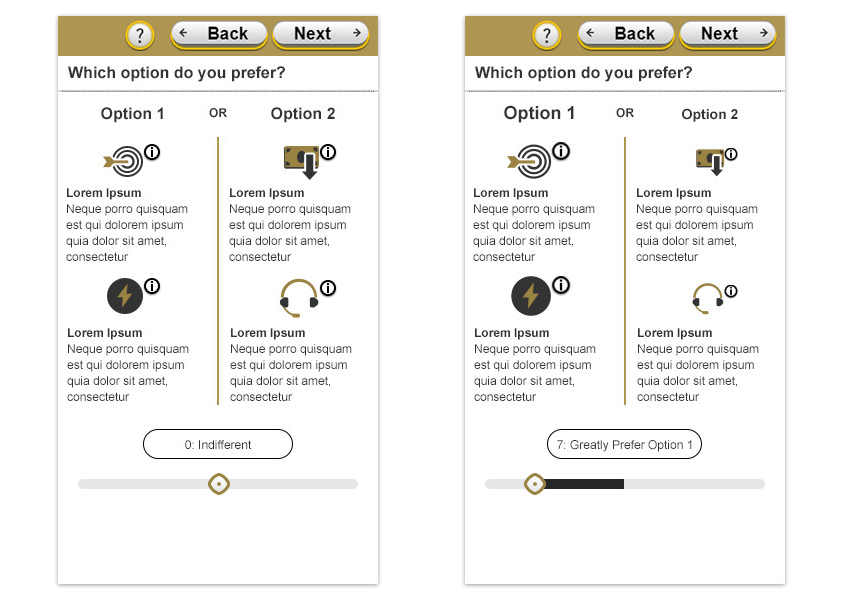 ? Back Next
Which option do you prefer?
Option 1 OR Option 2
i i
Lorem Ipsum
Neque porro quisquam
est qui dolorem ipsum
quia dolor sit amet,
consectetur
Lorem Ipsum
Neque porro quisquam
est qui dolorem ipsum
quia dolor sit amet,
consectetur
i i
Lorem Ipsum
Neque porro quisquam
est qui dolorem ipsum
quia dolor sit amet,
consectetur
Lorem Ipsum
Neque porro quisquam
est qui dolorem ipsum
quia dolor sit amet,
consectetur
0: Indifferent
? Back Next
Which option do you prefer?
Option 1 OR Option 2
i i
Lorem Ipsum
Neque porro quisquam
est qui dolorem ipsum
quia dolor sit amet,
consectetur
Lorem Ipsum
Neque porro quisquam
est qui dolorem ipsum
quia dolor sit amet,
consectetur
i i
Lorem Ipsum
Neque porro quisquam
est qui dolorem ipsum
quia dolor sit amet,
consectetur
Lorem Ipsum
Neque porro quisquam
est qui dolorem ipsum
quia dolor sit amet,
consectetur
7: Greatly Prefer Option 1